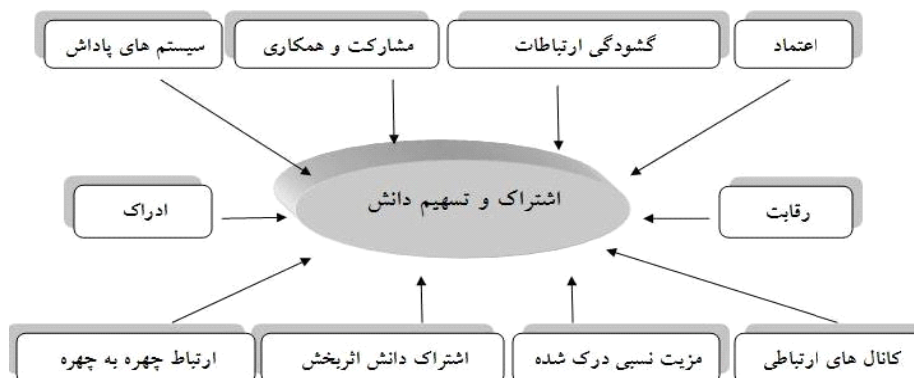 اعتماد
گشودگی ارتباطات
مشارکت و همکاری
سیستم های پاداش
رقابت
اشتراک و تسهیم دانش
ادراک
کانال های ارتباطی
مزیت نسبی درک شده
اشتراک دانش اثربخش
ارتباط چهره به چهره